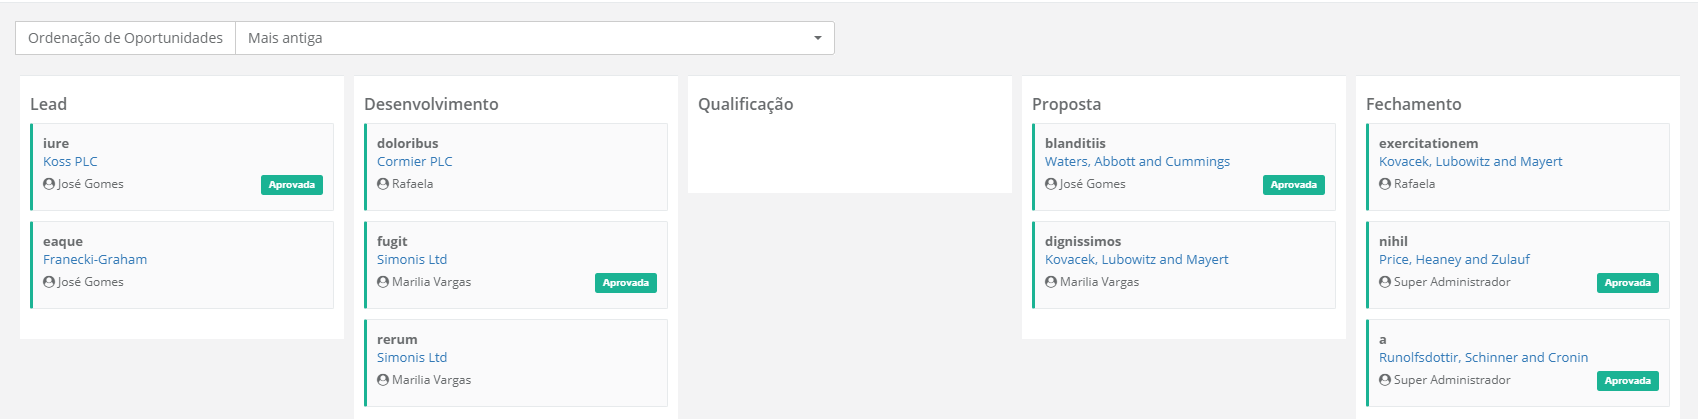 Ordenação de Oportunidades Mais antiga
Lead
iure
Koss PLC
José Gomes Aprovada
eaque
Franecki-Graham
José Gomes
Desenvolvimento
doloribus
Cormier PLC
Rafaela
fugit
Simonis Ltd
Marilia Vargas Aprovada
rerum
Simonis Ltd
Marilia Vargas
Qualificação
Proposta
blanditiis
Waters, Abbott and Cummings
José Gomes Aprovada
dignissimos
Kovacek, Lubowitz and Mayert
Marilia Vargas
Fechamento
exercitationem
Kovacek, Lubowitz and Mayert
Rafaela
nihil
Price, Heaney and Zulauf
Super Administrador Aprovada
a
Runolfsdottir, Schinner and Cronin
Super Administrador Aprovada